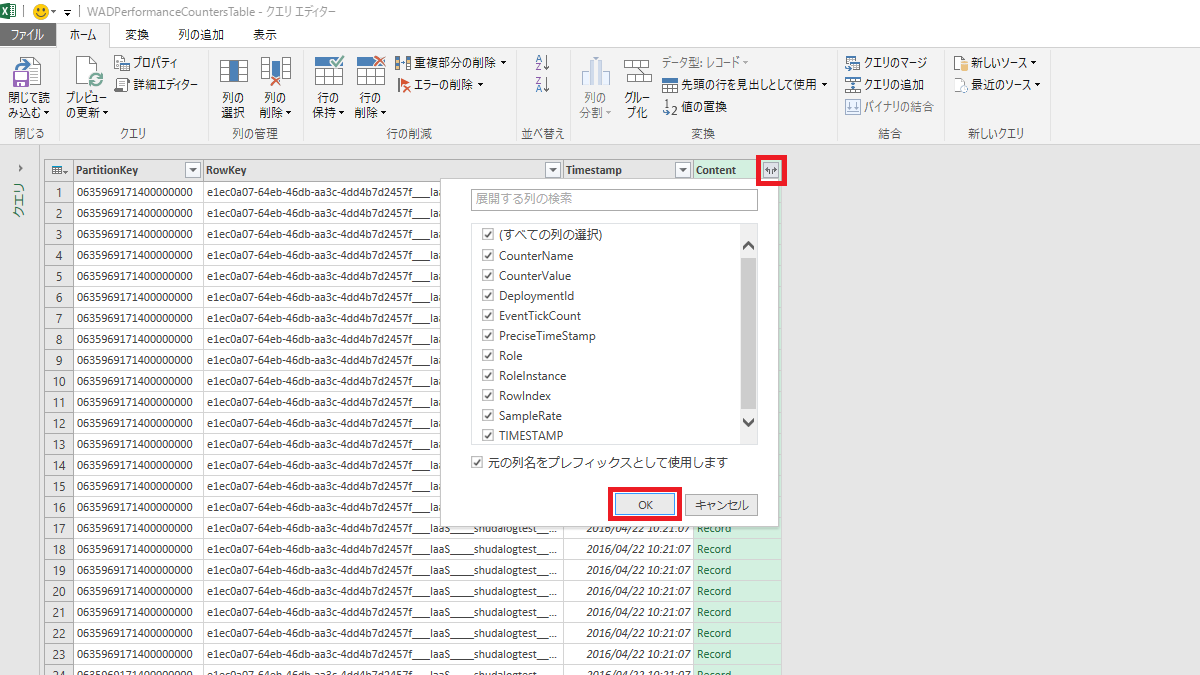 WADPerformanceCountersTable - クエリ エディター
ファイル ホーム 変換 列の追加 表示
閉じて読み込む
プレビューの更新
プロパティ
詳細エディター
列の選択
列の削除
行の保持
行の削除
重複部分の削除
エラーの削除
列の分割
グループ化
データ型: レコード
先頭の行を見出しとして使用
値の置換
クエリのマージ
クエリの追加
バイナリの結合
新しいソース
最近のソース
閉じる クエリ 列の管理 行の削減 並べ替え 変換 結合 新しいクエリ
クエリ
PartitionKey RowKey Timestamp Content
1 0635969171400000000 e1ec0a07-64eb-46db-aa3c-4dd4b7d2457f___Iaa
2 0635969171400000000 e1ec0a07-64eb-46db-aa3c-4dd4b7d2457f___Iaa
3 0635969171400000000 e1ec0a07-64eb-46db-aa3c-4dd4b7d2457f___Iaa
4 0635969171400000000 e1ec0a07-64eb-46db-aa3c-4dd4b7d2457f___Iaa
5 0635969171400000000 e1ec0a07-64eb-46db-aa3c-4dd4b7d2457f___Iaa
6 0635969171400000000 e1ec0a07-64eb-46db-aa3c-4dd4b7d2457f___Iaa
7 0635969171400000000 e1ec0a07-64eb-46db-aa3c-4dd4b7d2457f___Iaa
8 0635969171400000000 e1ec0a07-64eb-46db-aa3c-4dd4b7d2457f___Iaa
9 0635969171400000000 e1ec0a07-64eb-46db-aa3c-4dd4b7d2457f___Iaa
10 0635969171400000000 e1ec0a07-64eb-46db-aa3c-4dd4b7d2457f___Iaa
11 0635969171400000000 e1ec0a07-64eb-46db-aa3c-4dd4b7d2457f___Iaa
12 0635969171400000000 e1ec0a07-64eb-46db-aa3c-4dd4b7d2457f___Iaa
13 0635969171400000000 e1ec0a07-64eb-46db-aa3c-4dd4b7d2457f___Iaa
14 0635969171400000000 e1ec0a07-64eb-46db-aa3c-4dd4b7d2457f___Iaa
15 0635969171400000000 e1ec0a07-64eb-46db-aa3c-4dd4b7d2457f___Iaa
16 0635969171400000000 e1ec0a07-64eb-46db-aa3c-4dd4b7d2457f___Iaa
17 0635969171400000000 e1ec0a07-64eb-46db-aa3c-4dd4b7d2457f___IaaS____shudalogtest__... 2016/04/22 10:21:07 Record
18 0635969171400000000 e1ec0a07-64eb-46db-aa3c-4dd4b7d2457f___IaaS____shudalogtest__... 2016/04/22 10:21:07 Record
19 0635969171400000000 e1ec0a07-64eb-46db-aa3c-4dd4b7d2457f___IaaS____shudalogtest__... 2016/04/22 10:21:07 Record
20 0635969171400000000 e1ec0a07-64eb-46db-aa3c-4dd4b7d2457f___IaaS____shudalogtest__... 2016/04/22 10:21:07 Record
21 0635969171400000000 e1ec0a07-64eb-46db-aa3c-4dd4b7d2457f___IaaS____shudalogtest__... 2016/04/22 10:21:07 Record
22 0635969171400000000 e1ec0a07-64eb-46db-aa3c-4dd4b7d2457f___IaaS____shudalogtest__... 2016/04/22 10:21:07 Record
23 0635969171400000000 e1ec0a07-64eb-46db-aa3c-4dd4b7d2457f___IaaS____shudalogtest__... 2016/04/22 10:21:07 Record
展開する列の検索
(すべての列の選択)
CounterName
CounterValue
DeploymentId
EventTickCount
PreciseTimeStamp
Role
RoleInstance
RowIndex
SampleRate
TIMESTAMP
元の列名をプレフィックスとして使用します
OK キャンセル